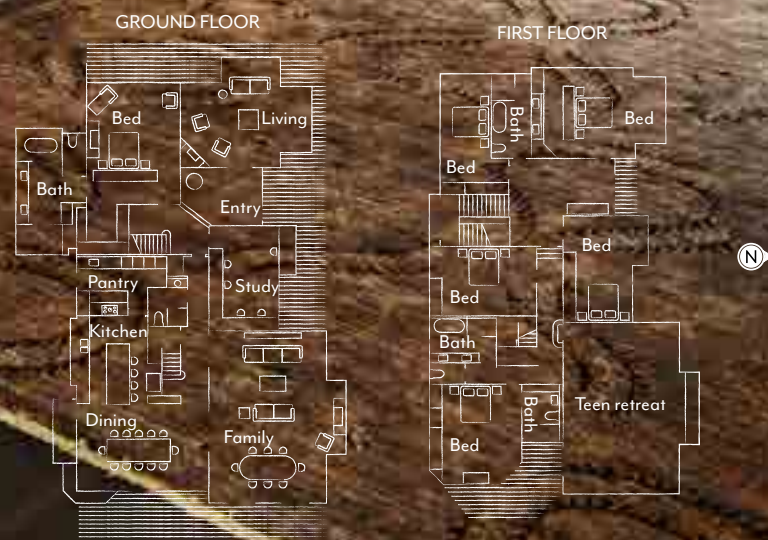 GROUND FLOOR
Bed
Living
Bath
Entry
Pantry
Study
Kitchen
Dining
Family
FIRST FLOOR
Bath
Bed
Bed
Bed
Bed
Bath
Teen retreat
Bath
Bed
N